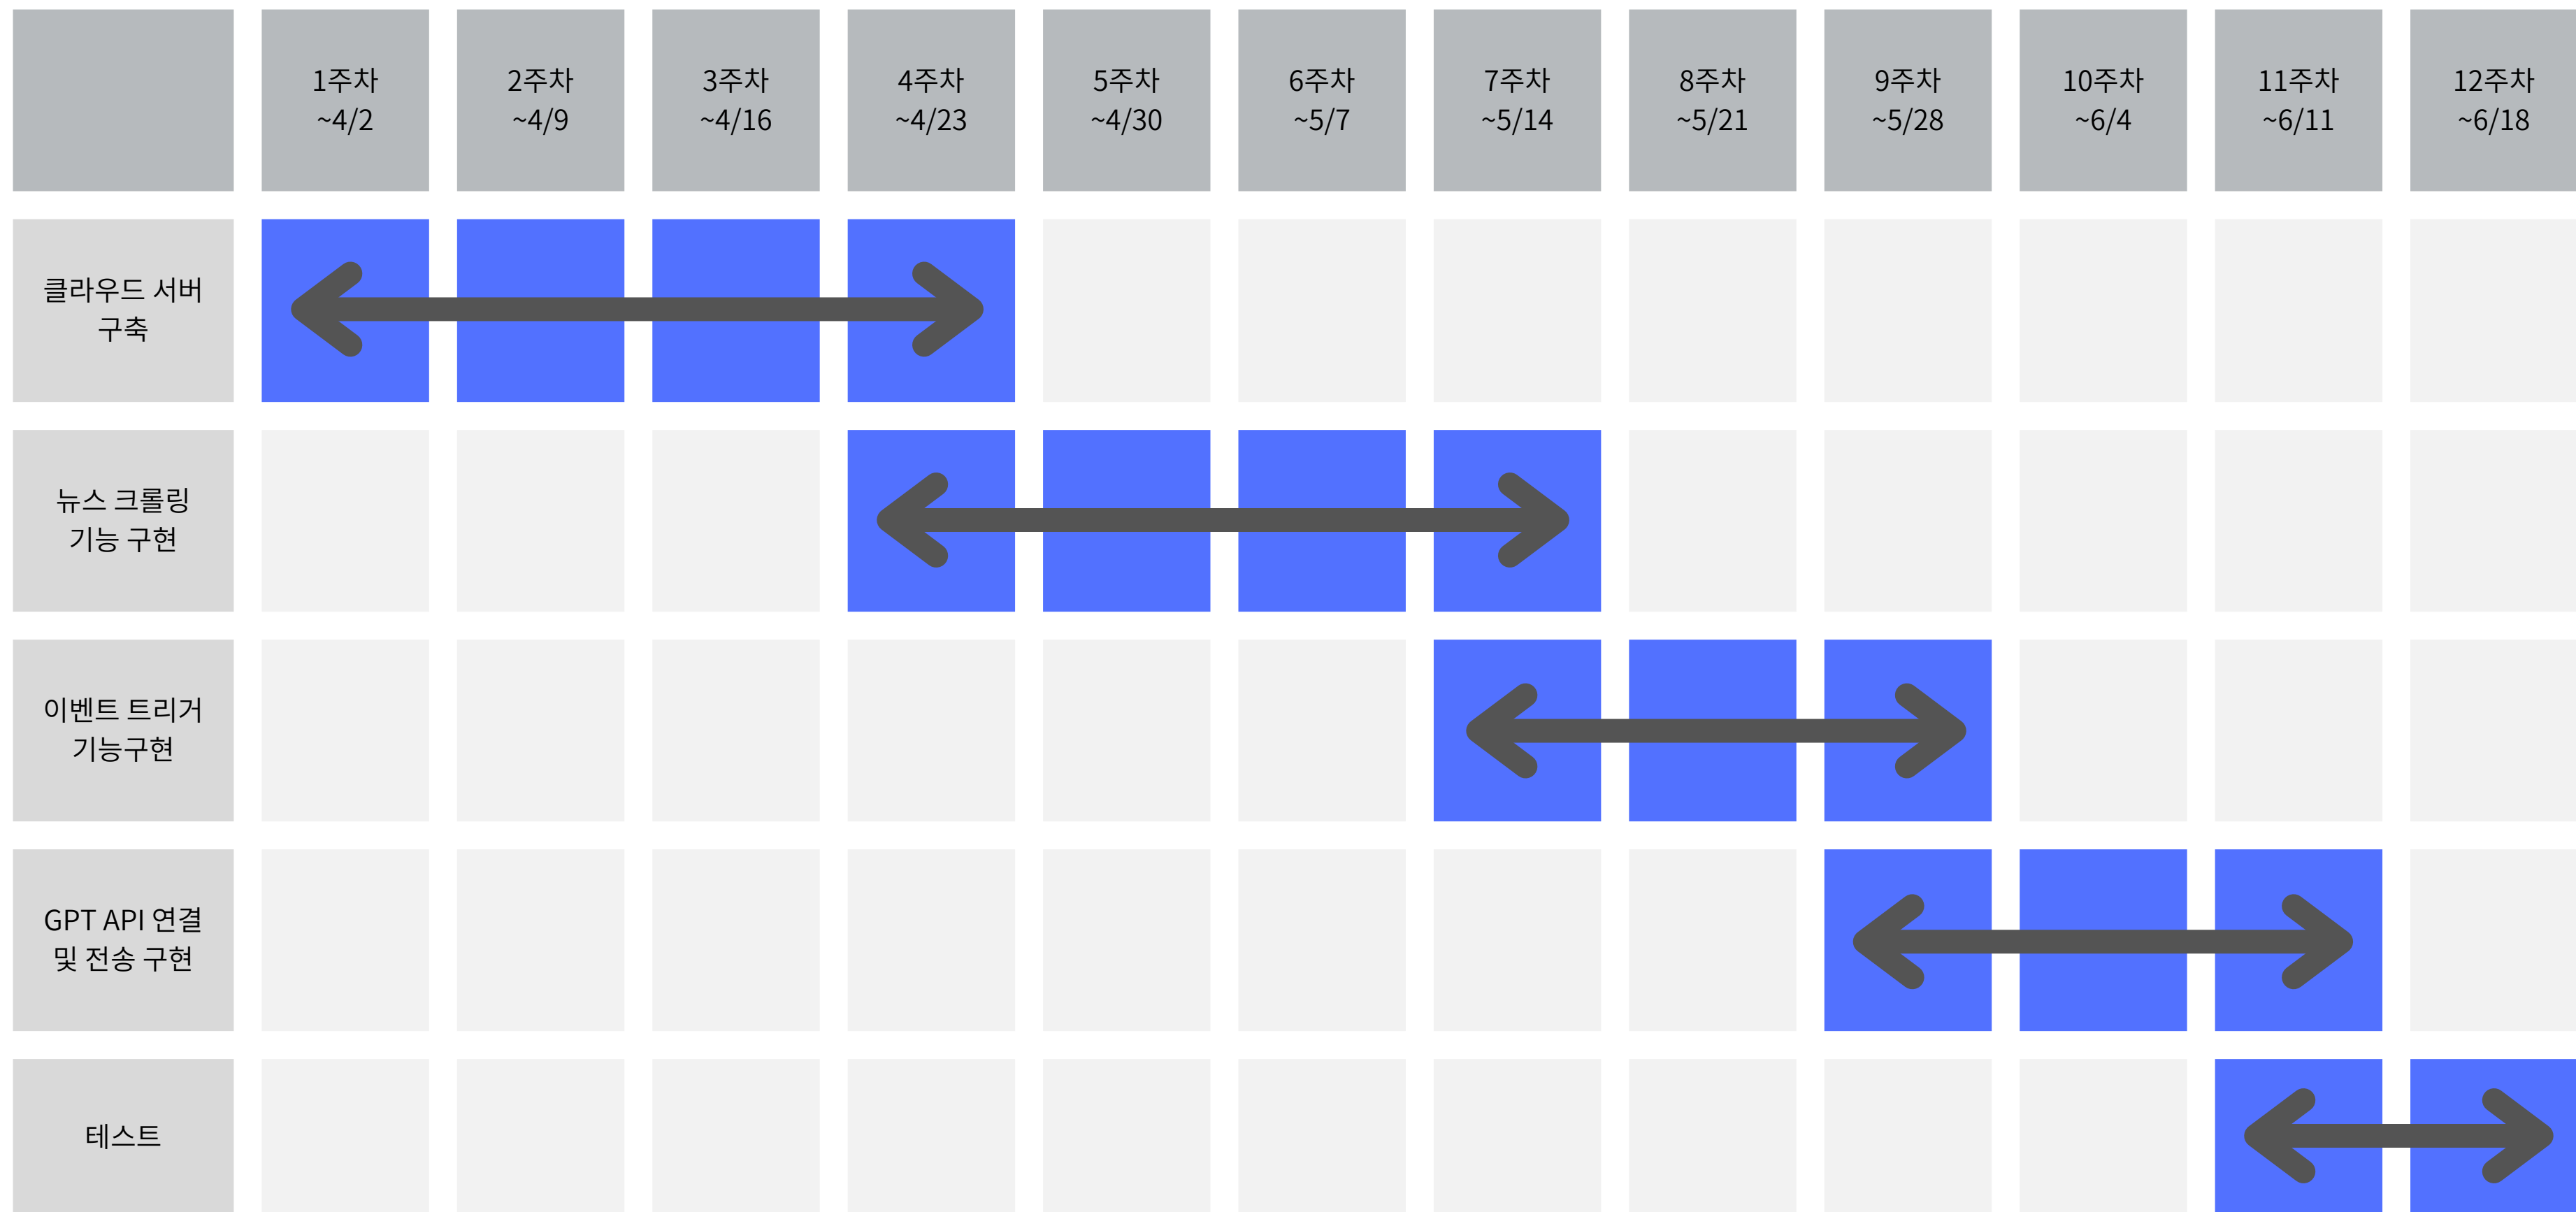 1주차
~4/2
2주차
~4/9
3주차
~4/16
4주차
~4/23
5주차
~4/30
6주차
~5/7
7주차
~5/14
8주차
~5/21
9주차
~5/28
10주차
~6/4
11주차
~6/11
12주차
~6/18
클라우드 서버
구축
뉴스 크롤링
기능 구현
이벤트 트리거
기능구현
GPT API 연결
및 전송 구현
테스트